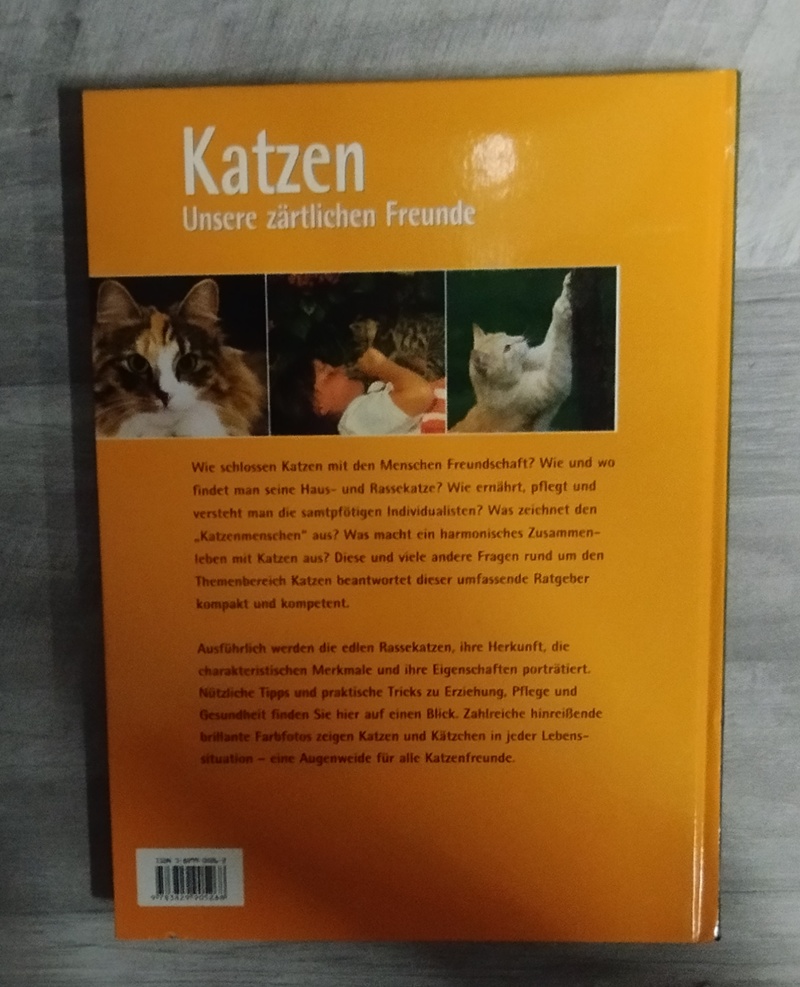 Katzen
Unsere zärtlichen Freunde
Wie schlossen Katzen mit den Menschen Freundschaft? Wie und wo
findet man seine Haus- und Rassekatze? Wie ernährt, pflegt und
versteht man die samtpfötigen Individualisten? Was zeichnet den
„Katzenmenschen“ aus? Was macht ein harmonisches Zusammen-
leben mit Katzen aus? Diese und viele andere Fragen rund um den
Themenbereich Katzen beantwortet dieser umfassende Ratgeber
kompakt und kompetent.
Ausführlich werden die edlen Rassekatzen, ihre Herkunft, die
charakteristischen Merkmale und ihre Eigenschaften porträtiert.
Nützliche Tipps und praktische Tricks zu Erziehung, Pflege und
Gesundheit finden Sie hier auf einen Blick. Zahlreiche hinreißende
brillante Farbfotos zeigen Katzen und Kätzchen in jeder Lebens-
situation – eine Augenweide für alle Katzenfreunde.
ISBN